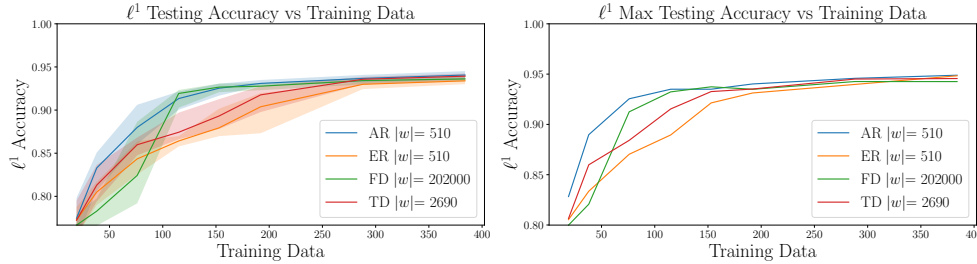 ℓ¹ Testing Accuracy vs Training Data
1.00
0.95
0.90
0.85
0.80
ℓ¹ Accuracy
AR |w|= 510
ER |w|= 510
FD |w|= 202000
TD |w|= 2690
50 100 150 200 250 300 350 400
Training Data
ℓ¹ Max Testing Accuracy vs Training Data
1.00
0.95
0.90
0.85
0.80
ℓ¹ Accuracy
AR |w|= 510
ER |w|= 510
FD |w|= 202000
TD |w|= 2690
50 100 150 200 250 300 350 40
Training Data